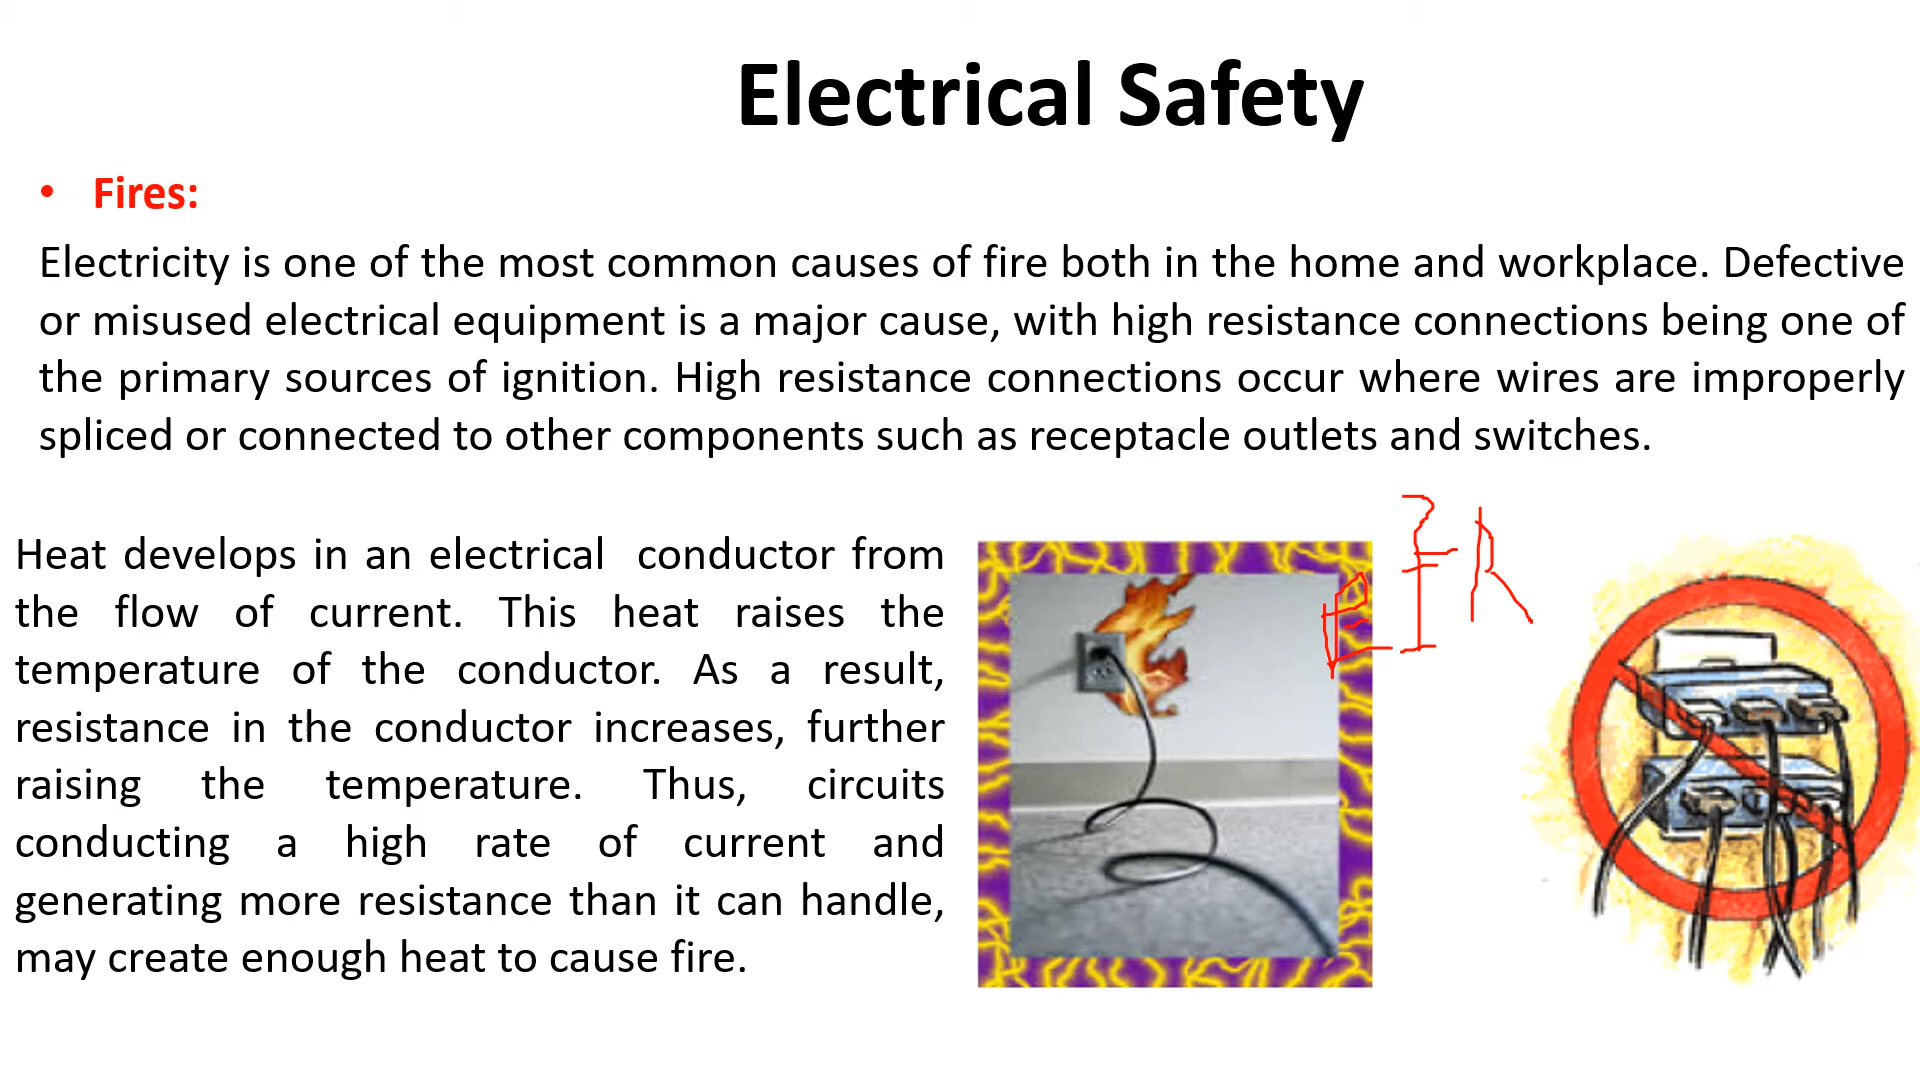 Electrical Safety
• Fires:
Electricity is one of the most common causes of fire both in the home and workplace. Defective
or misused electrical equipment is a major cause, with high resistance connections being one of
the primary sources of ignition. High resistance connections occur where wires are improperly
spliced or connected to other components such as receptacle outlets and switches.
Heat develops in an electrical conductor from
the flow of current. This heat raises the
temperature of the conductor. As a result,
resistance in the conductor increases, further
raising the temperature. Thus, circuits
conducting a high rate of current and
generating more resistance than it can handle,
may create enough heat to cause fire.